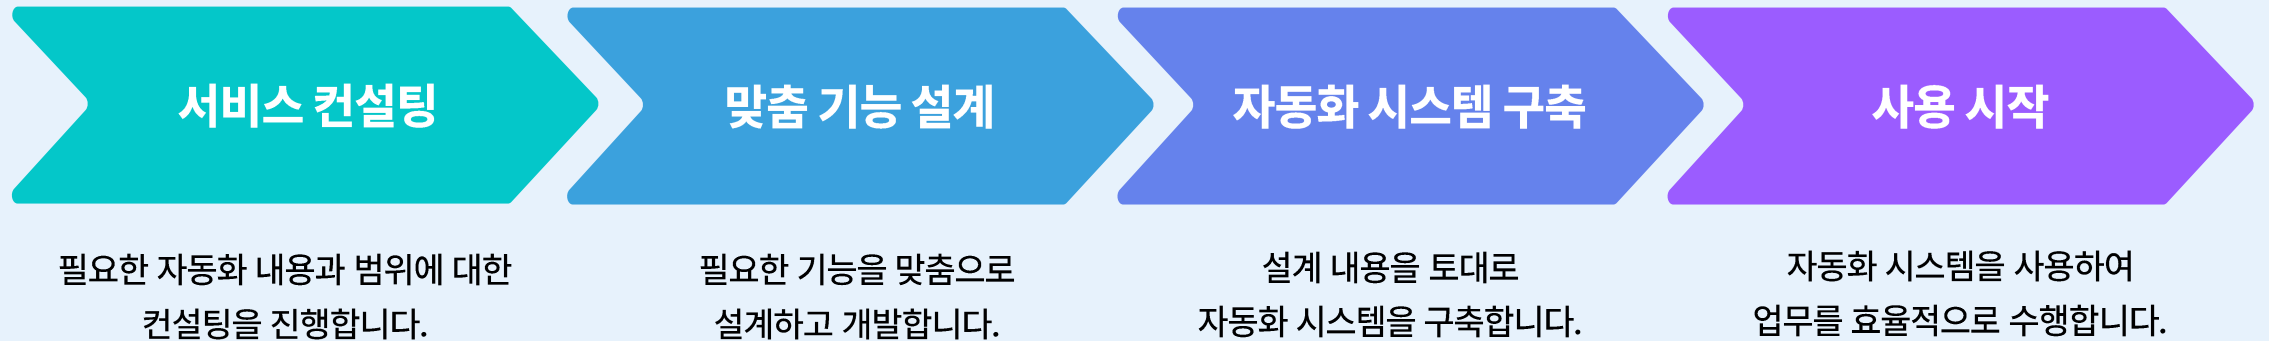 서비스 컨설팅
필요한 자동화 내용과 범위에 대한
컨설팅을 진행합니다.
맞춤 기능 설계
필요한 기능을 맞춤으로
설계하고 개발합니다.
자동화 시스템 구축
설계 내용을 토대로
자동화 시스템을 구축합니다.
사용 시작
자동화 시스템을 사용하여
업무를 효율적으로 수행합니다.